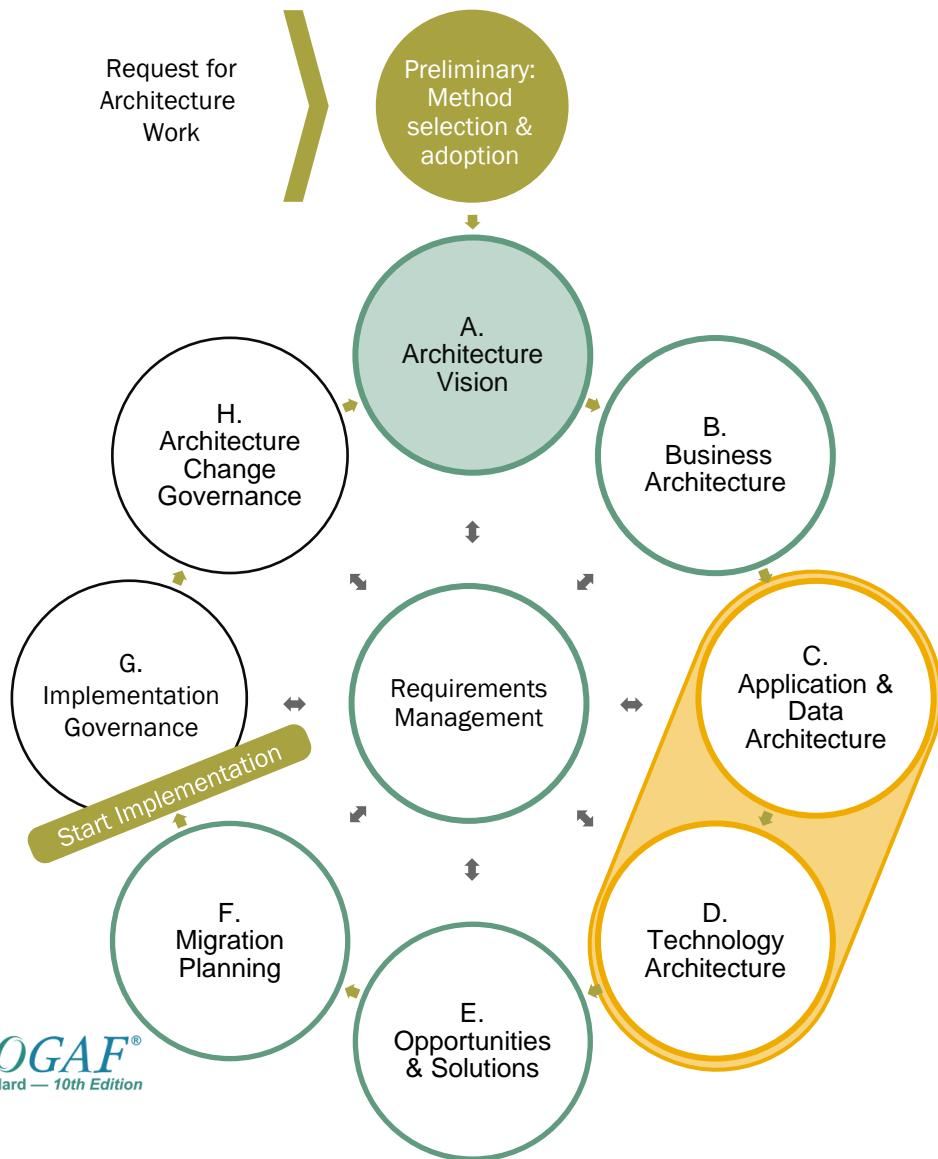 Request for
Architecture
Work
Preliminary:
Method
selection &
adoption
A.
Architecture
Vision
B.
Business
Architecture
H.
Architecture
Change
Governance
C.
Application &
Data
Architecture
G.
Implementation
Governance
Requirements
Management
Start Implementation
D.
Technology
Architecture
F.
Migration
Planning
E.
Opportunities
& Solutions
OGAF®
dard — 10th Edition